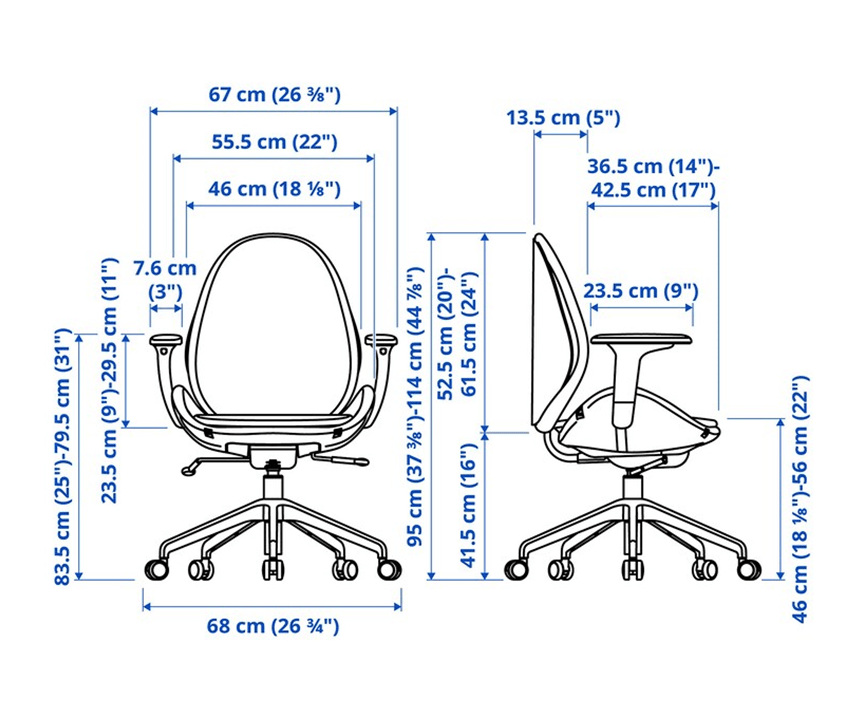 67 cm (26 ⅜")
13.5 cm (5")
55.5 cm (22")
36.5 cm (14")-
42.5 cm (17")
46 cm (18 ⅛")
7.6 cm
(3")
23.5 cm (9")
83.5 cm (25")-79.5 cm (31")
23.5 cm (9")-29.5 cm (11")
95 cm (37 ⅜")-114 cm (44 ⅞")
52.5 cm (20")-
61.5 cm (24")
41.5 cm (16")
46 cm (18 ⅛")-56 cm (22")
68 cm (26 ¾")